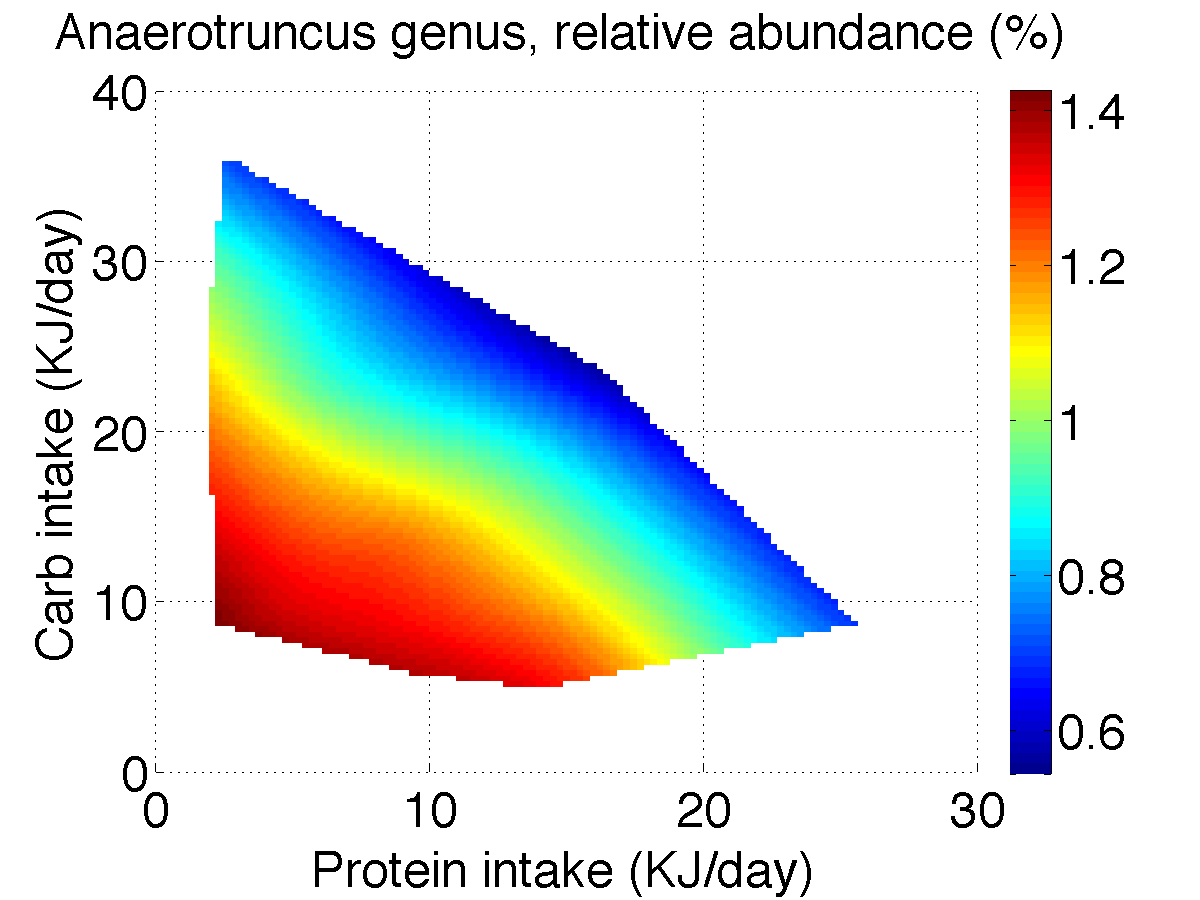 Anaerotruncus genus, relative abundance (%)
40
30
20
10
0
0 10 20 30
Carb intake (KJ/day)
Protein intake (KJ/day)
1.4
1.2
1
0.8
0.6